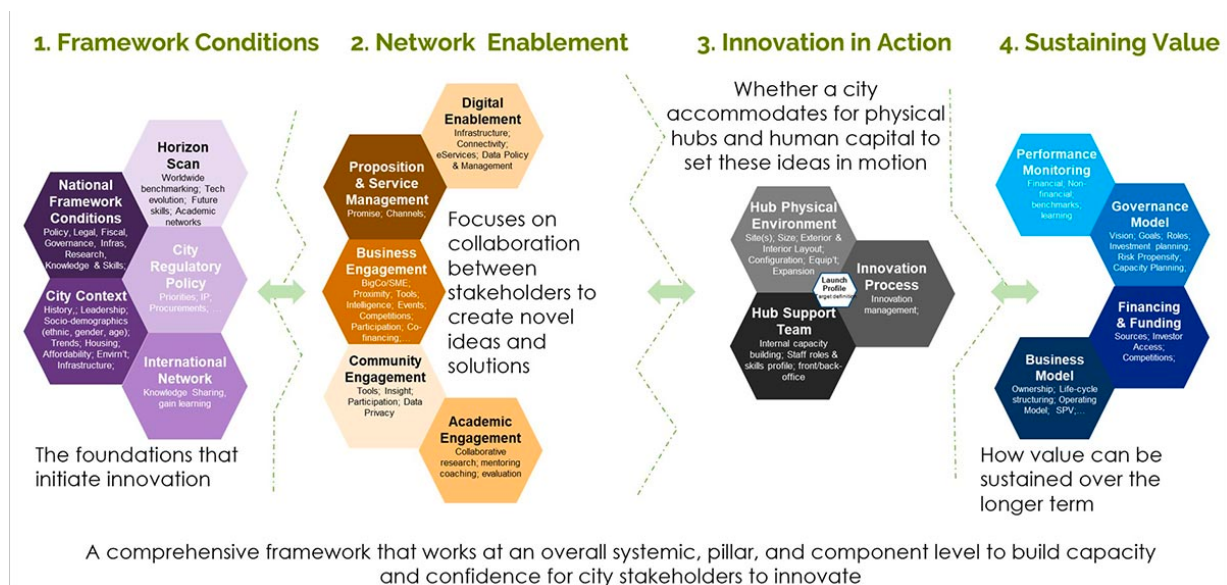 1. Framework Conditions
Horizon
Scan
Worldwide
benchmarking; Tech
evolution; Future
skills; Academic
networks
National
Framework
Conditions
Policy, Legal, Fiscal,
Governance, Infras,
Research,
Knowledge & Skills;
City
Regulatory
Policy
Priorities; IP,
Procurements, ...
City Context
History,; Leadership;
Socio-demographics
(ethnic, gender, age);
Trends; Housing;
Affordability; Envirn't;
Infrastructure;
International
Network
Knowledge Sharing,
gain learning
The foundations that
initiate innovation
2. Network Enablement
Digital
Enablement
Infrastructure;
Connectivity;
eServices; Data Policy
& Management
Proposition
& Service
Management
Promise, Channels;
Business
Engagement
BigCo/SME;
Proximity; Tools,
Intelligence; Events;
Competitions;
Participation; Co-
financing;...
Focuses on
collaboration
between
stakeholders to
create novel
ideas and
solutions
Community
Engagement
Tools; Insight;
Participation; Data
Privacy
Academic
Engagement
Collaborative
research; mentoring
coaching; evaluation
3. Innovation in Action
Whether a city
accommodates for physical
hubs and human capital to
set these ideas in motion
Hub Physical
Environment
Site(s); Size; Exterior &
Interior Layout;
Configuration; Equip't;
Expansion
Launch
Profile
Target definition
Innovation
Process
Innovation
management;
Hub Support
Team
Internal capacity
building; Staff roles &
skills profile; front/back-
office
4. Sustaining Value
Performance
Monitoring
Financial, Non-
financial;
benchmarks;
learning
Governance
Model
Vision; Goals; Roles;
Investment planning;
Risk Propensity;
Capacity Planning;
Financing
& Funding
Sources; Investor
Access;
Competitions;
Business
Model
Ownership; Life-cycle
structuring; Operating
Model; SPV;...
How value can be
sustained over the
longer term
A comprehensive framework that works at an overall systemic, pillar, and component level to build capacity
and confidence for city stakeholders to innovate